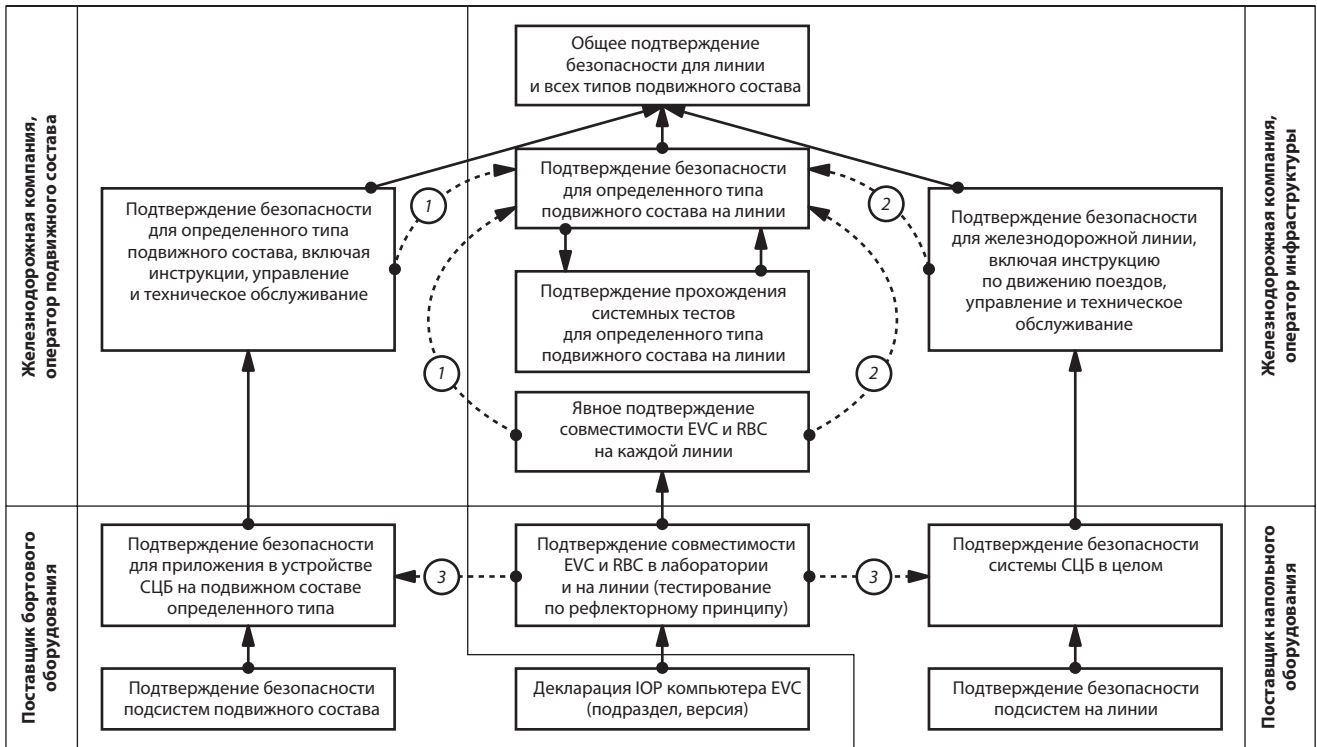 Железнодорожная компания,
оператор подвижного состава
Общее подтверждение
безопасности для линии
и всех типов подвижного состава
Железнодорожная компания,
оператор инфраструктуры
Подтверждение безопасности
для определенного типа
подвижного состава, включая
инструкции, управление
и техническое обслуживание
1
Подтверждение безопасности
для определенного типа
подвижного состава на линии
2
Подтверждение безопасности
для железнодорожной линии,
включая инструкцию
по движению поездов,
управление и техническое
обслуживание
Подтверждение прохождения
системных тестов
для определенного типа
подвижного состава на линии
1
2
Явное подтверждение
совместимости EVC и RBC
на каждой линии
Поставщик бортового
оборудования
Подтверждение безопасности
для приложения в устройстве
СЦБ на подвижном составе
определенного типа
3
Подтверждение совместимости
EVC и RBC в лаборатории
и на линии (тестирование
по рефлекторному принципу)
3
Подтверждение безопасности
системы СЦБ в целом
Поставщик напольного
оборудования
Подтверждение безопасности
подсистем подвижного состава
Декларация IOP компьютера EVC
(подраздел, версия)
Подтверждение безопасности
подсистем на линии